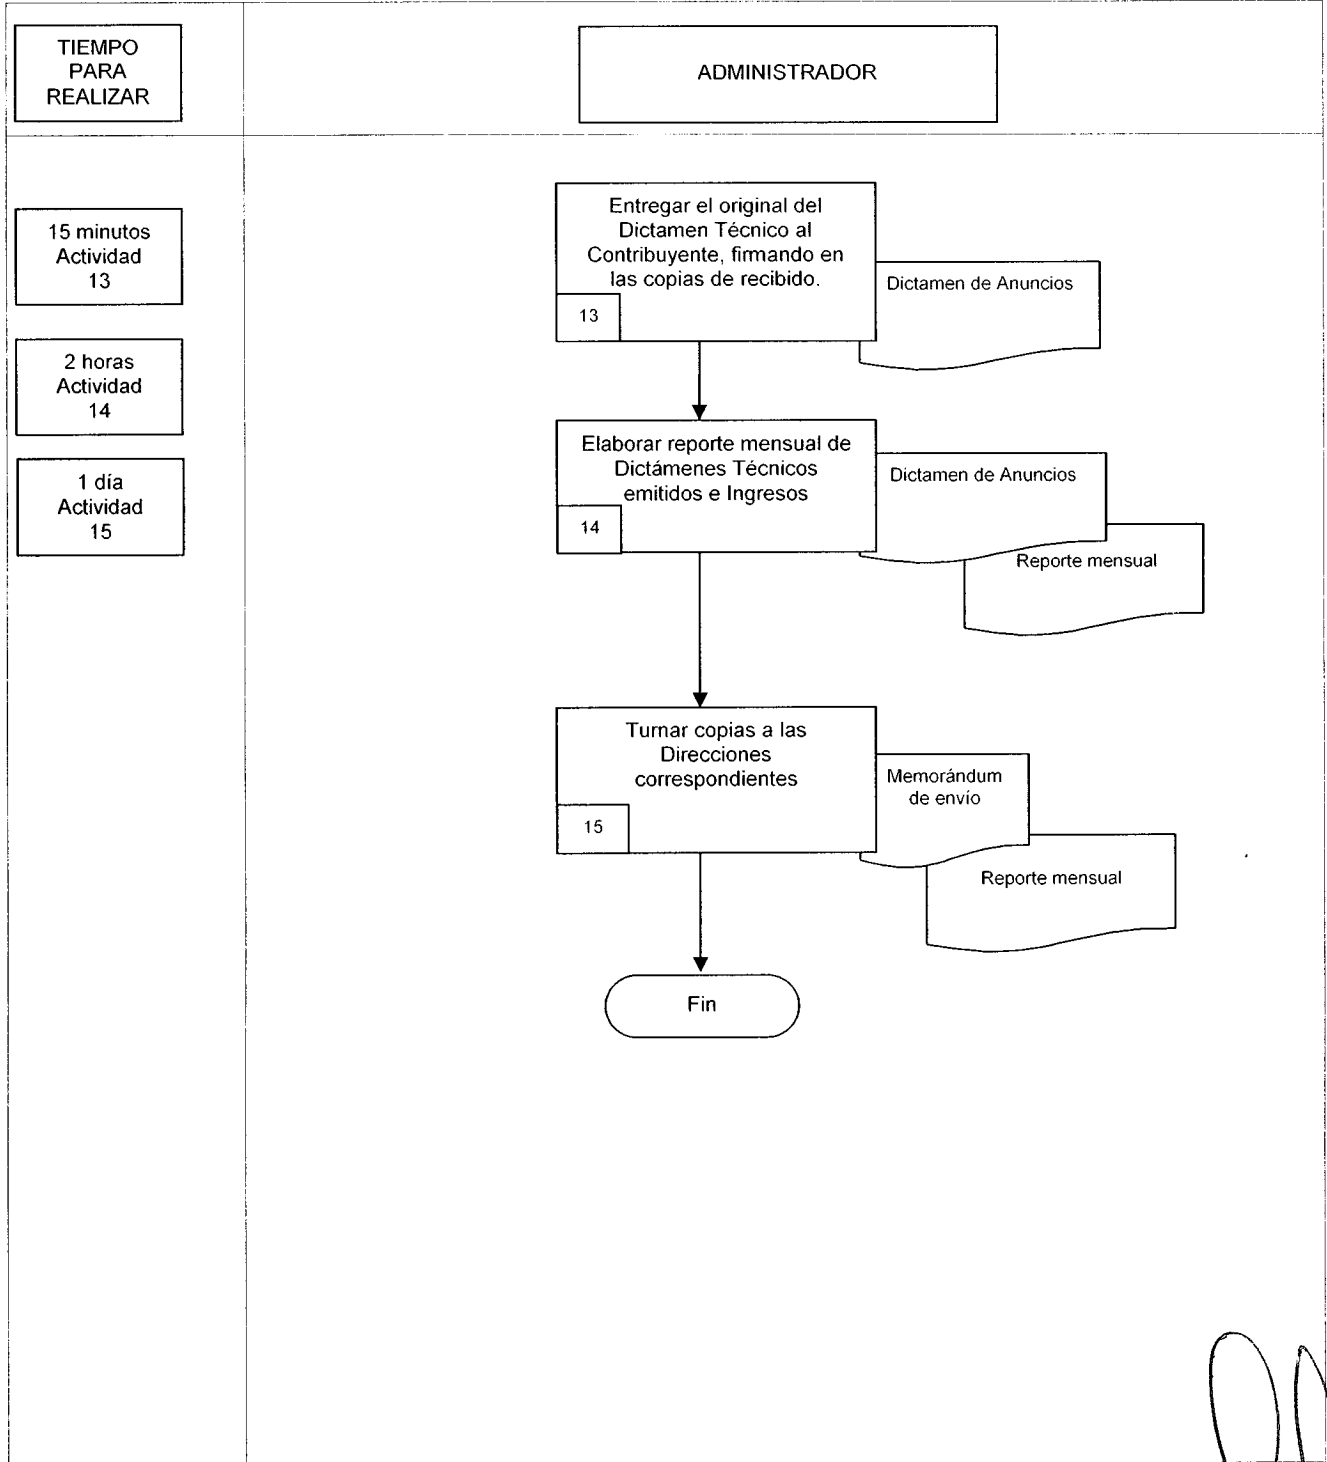 TIEMPO
PARA
REALIZAR
ADMINISTRADOR
15 minutos
Actividad
13
2 horas
Actividad
14
1 día
Actividad
15
Entregar el original del
Dictamen Técnico al
Contribuyente, firmando en
las copias de recibido.
13
Dictamen de Anuncios
Elaborar reporte mensual de
Dictámenes Técnicos
emitidos e Ingresos
14
Dictamen de Anuncios
Reporte mensual
Turnar copias a las
Direcciones
correspondientes
15
Memorándum
de envío
Reporte mensual
Fin